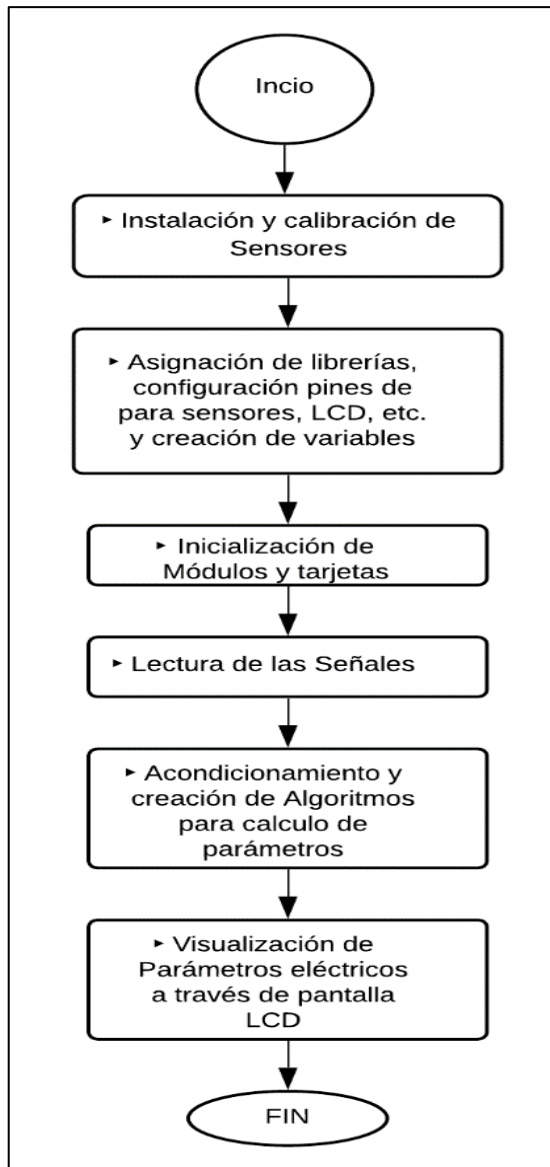 Incio
‣ Instalación y calibración de
Sensores
‣ Asignación de librerías,
configuración pines de
para sensores, LCD, etc.
y creación de variables
‣ Inicialización de
Módulos y tarjetas
‣ Lectura de las Señales
‣ Acondicionamiento y
creación de Algoritmos
para calculo de
parámetros
‣ Visualización de
Parámetros eléctricos
a través de pantalla
LCD
FIN